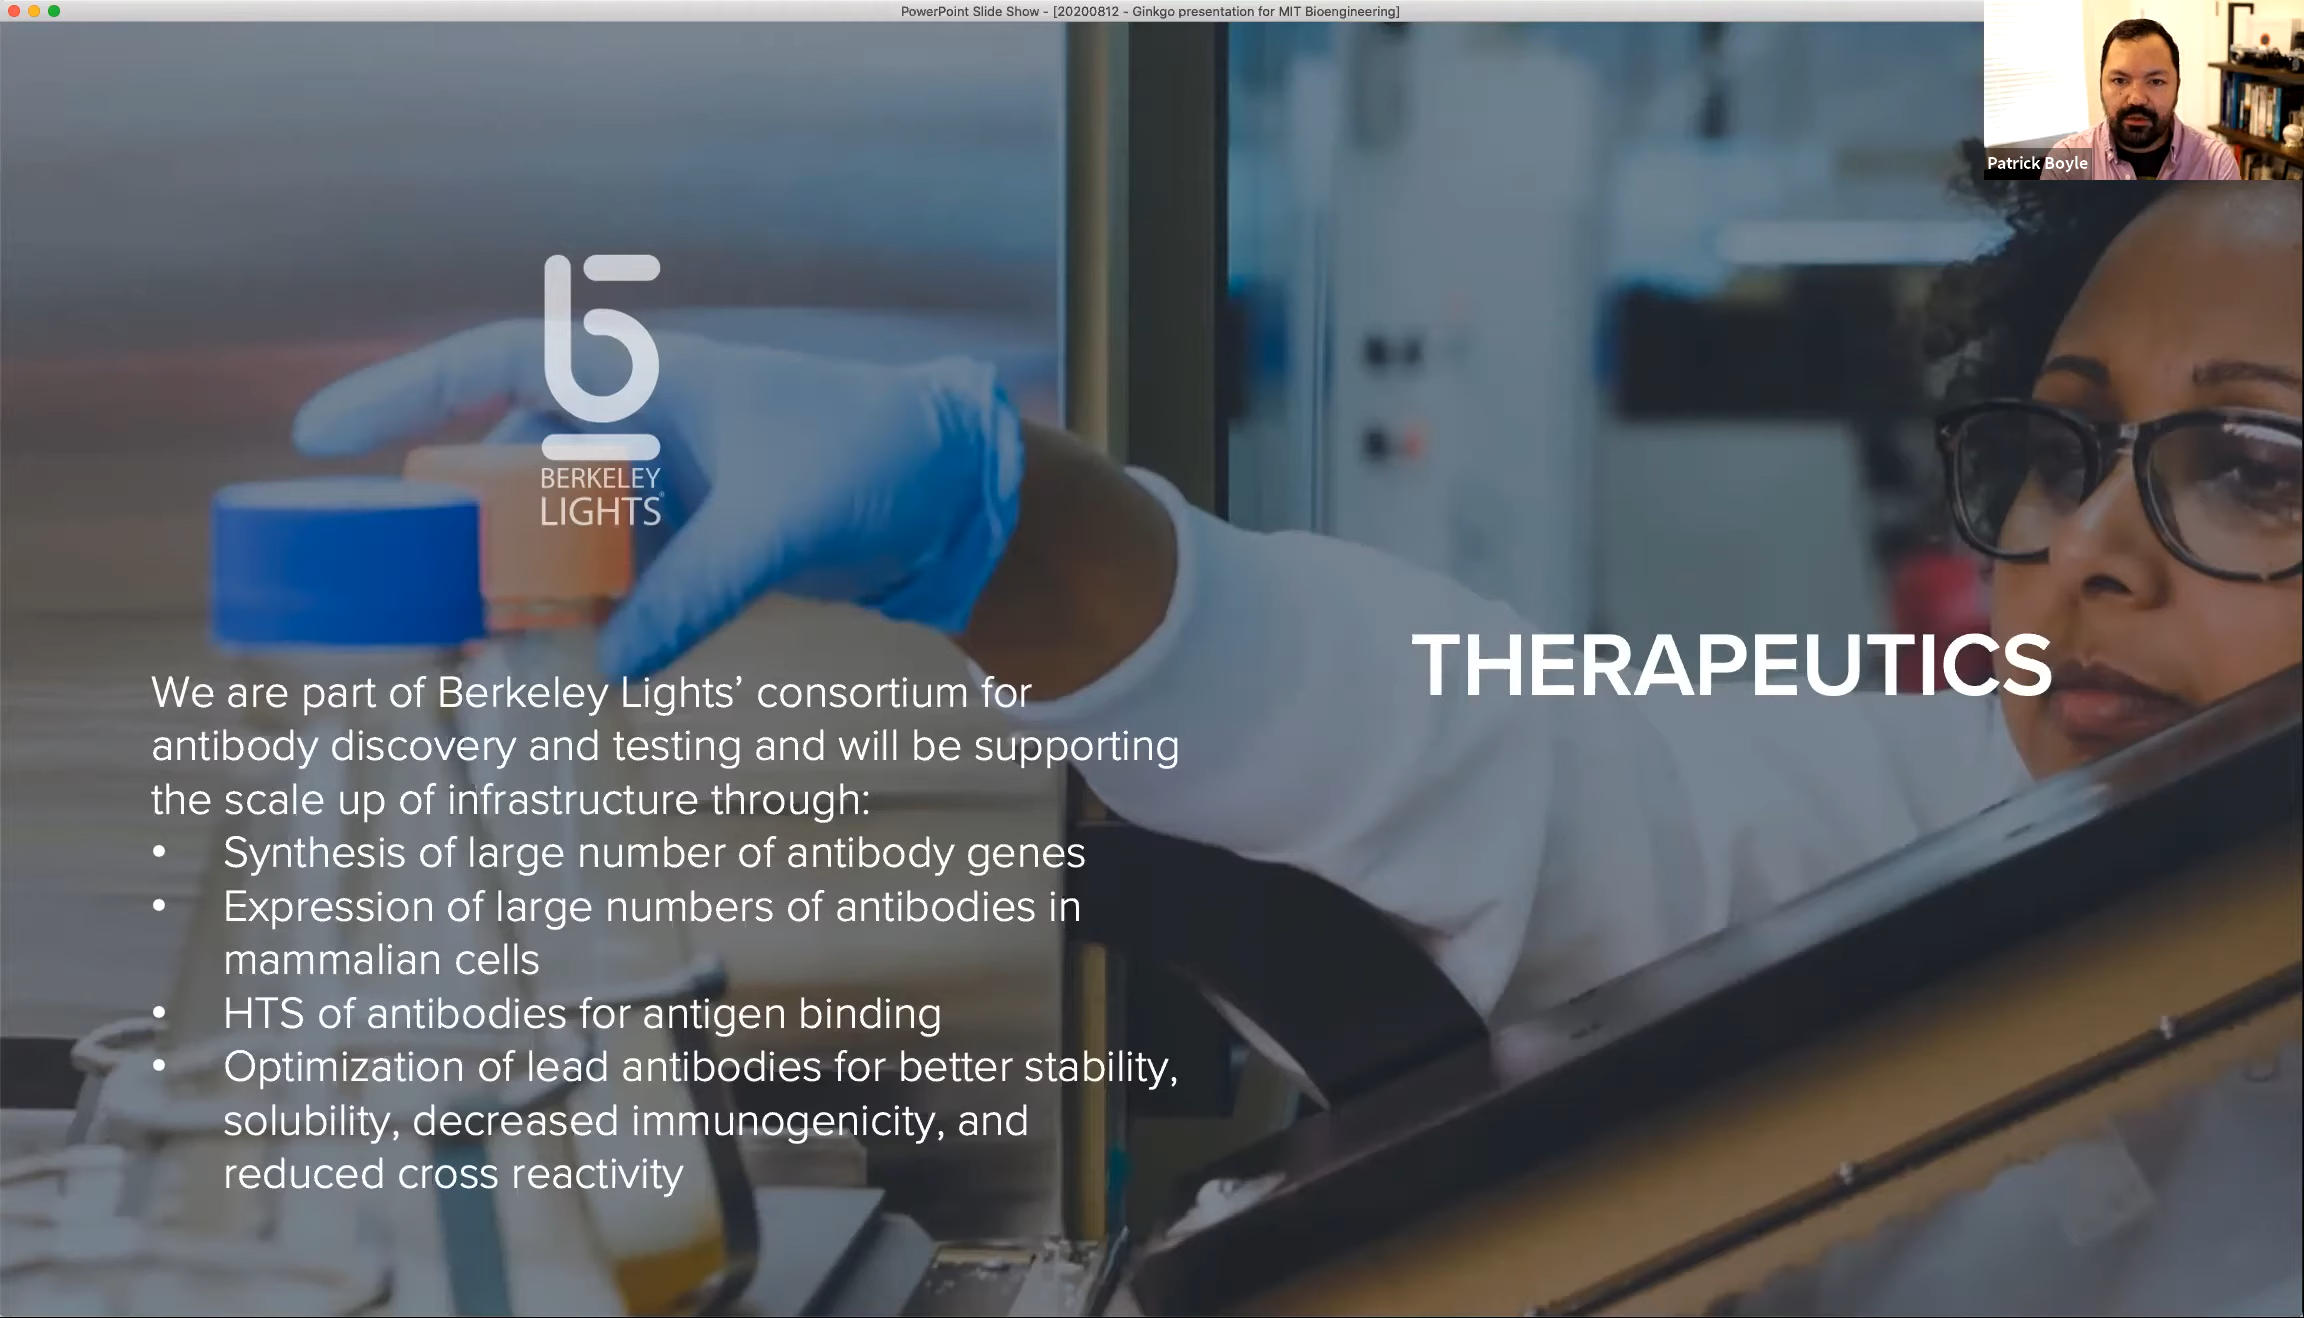 PowerPoint Slide Show - [20200812 - Ginkgo presentation for MIT Bioengineering]
Patrick Boyle
BERKELEY
LIGHTS®
THERAPEUTICS
We are part of Berkeley Lights’ consortium for
antibody discovery and testing and will be supporting
the scale up of infrastructure through:
• Synthesis of large number of antibody genes
• Expression of large numbers of antibodies in
mammalian cells
• HTS of antibodies for antigen binding
• Optimization of lead antibodies for better stability,
solubility, decreased immunogenicity, and
reduced cross reactivity